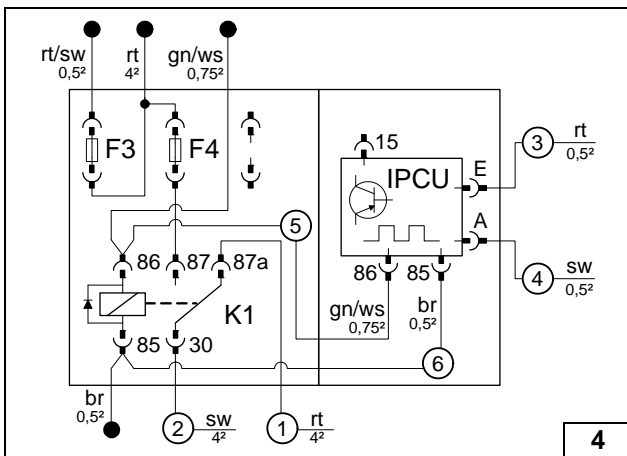 rt/sw rt gn/ws
0,5² 4² 0,75²
F3 F4
15
IPCU E 3 rt
0,5²
A
5
86 87 87a
86 85 4 sw
0,5²
gn/ws br
0,75² 0,5²
K1
85 30
6
br
0,5²
2 sw 1 rt
4² 4²
4